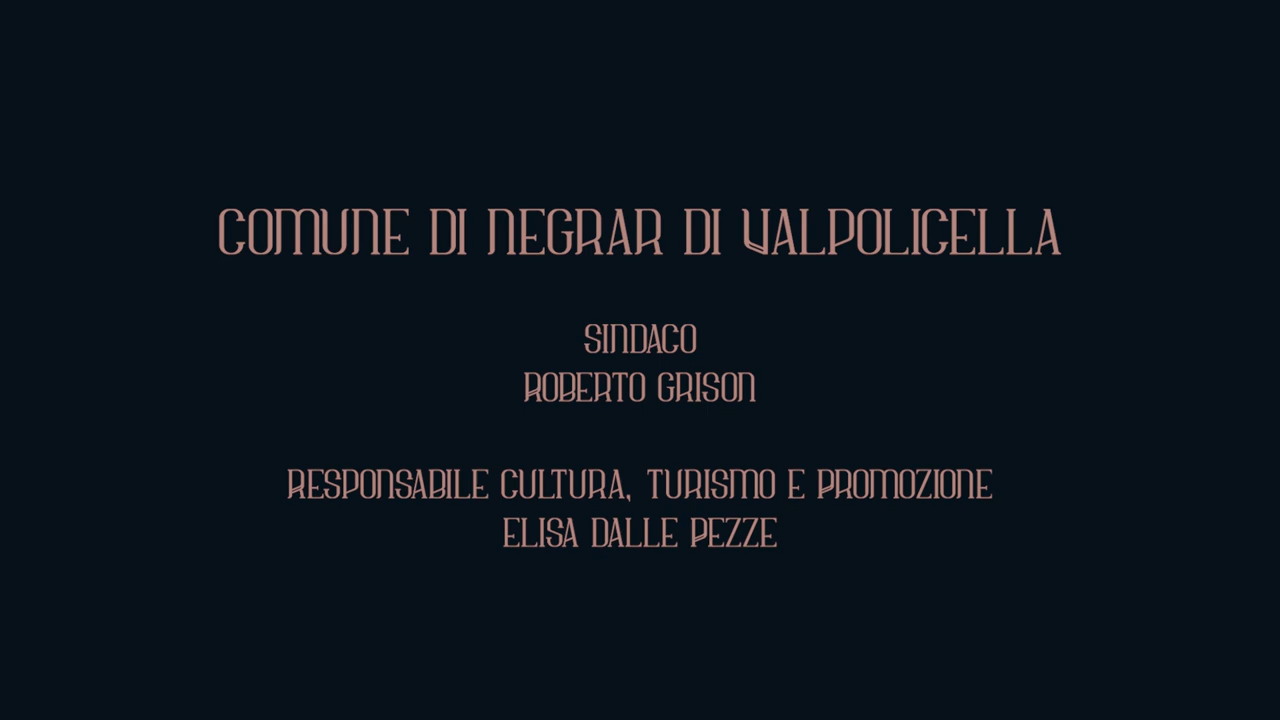 COMUNE DI NEGRAR DI VALPOLICELLA
SINDACO
ROBERTO GRISON
RESPONSABILE CULTURA, TURISMO E PROMOZIONE
ELISA DALLE PEZZE